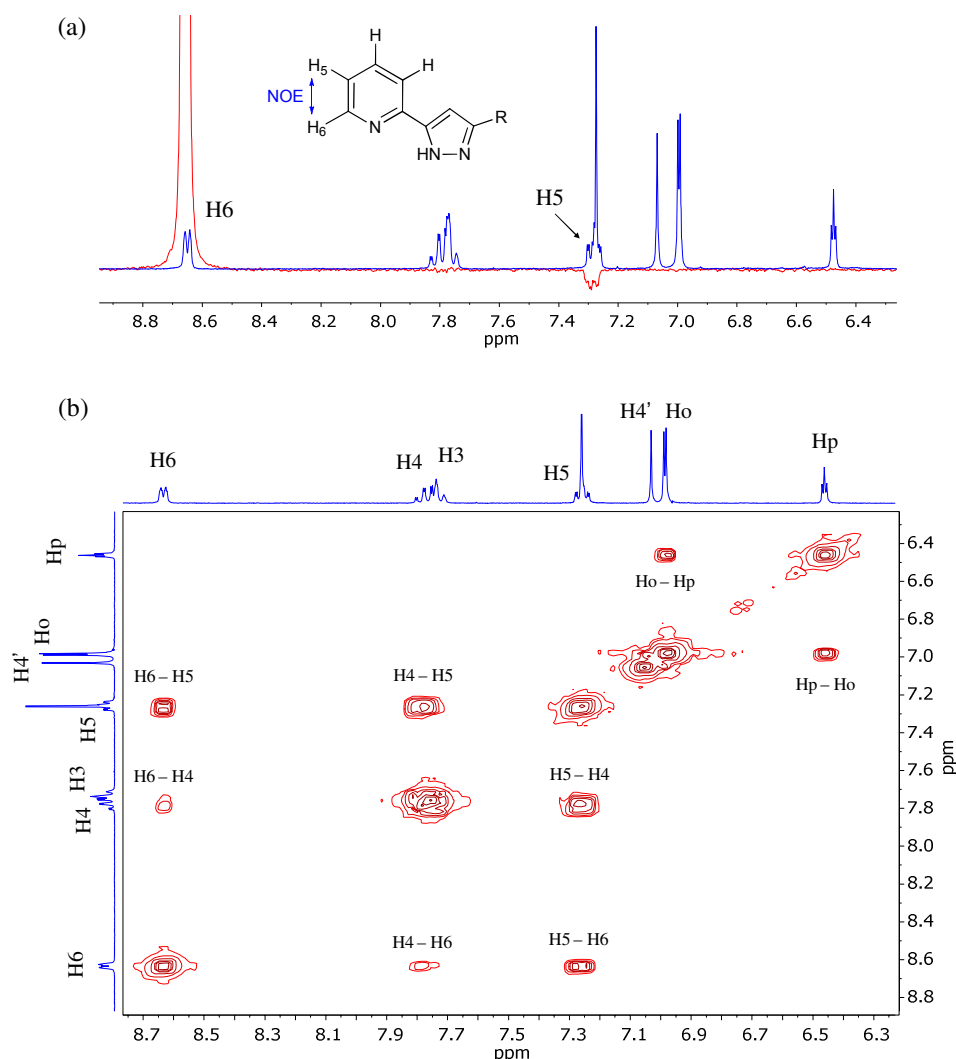 (a)
H
H5
H
NOE
H6
N
R
HN
N
H6
H5
8.8 8.6 8.4 8.2 8.0 7.8 7.6 7.4 7.2 7.0 6.8 6.6 6.4
ppm
(b)
H6 H4 H3 H5 H4’ Ho Hp
Hp
Ho
H4’
H5
H3
H4
H6
Ho – Hp
H6 – H5 H4 – H5 Hp – Ho
H6 – H4 H5 – H4
H4 – H6 H5 – H6
6.4
6.6
6.8
7.0
7.2
7.4
7.6
7.8
8.0
8.2
8.4
8.6
8.8
ppm
8.7 8.5 8.3 8.1 7.9 7.7 7.5 7.3 7.1 6.9 6.7 6.5 6.3
ppm